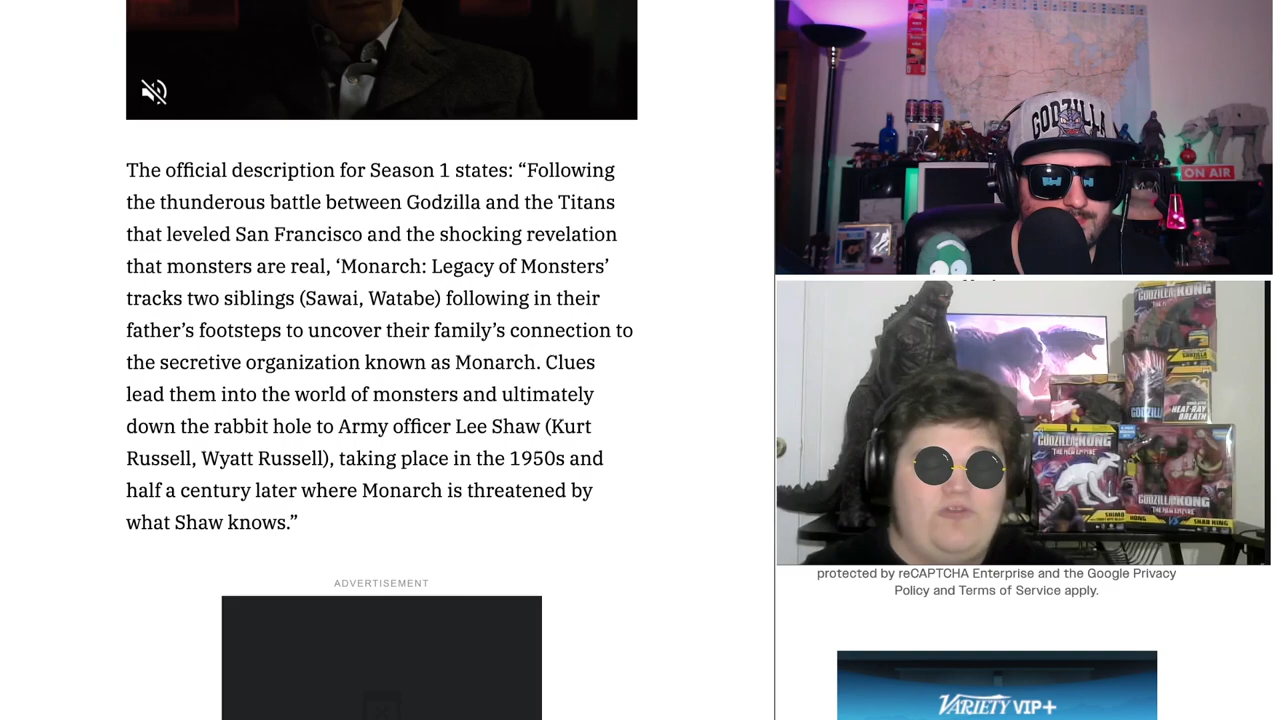 The official description for Season 1 states: “Following
the thunderous battle between Godzilla and the Titans
that leveled San Francisco and the shocking revelation
that monsters are real, ‘Monarch: Legacy of Monsters’
tracks two siblings (Sawai, Watabe) following in their
father’s footsteps to uncover their family’s connection to
the secretive organization known as Monarch. Clues
lead them into the world of monsters and ultimately
down the rabbit hole to Army officer Lee Shaw (Kurt
Russell, Wyatt Russell), taking place in the 1950s and
half a century later where Monarch is threatened by
what Shaw knows.”
ADVERTISEMENT
GODZILLA
ON AIR
GODZILLA KONG
GODZILLA
HEAT-RAY
BREATH
GODZILLA KONG
THE NEW EMPIRE
SHIMO
KONG
GODZILLA KONG
THE NEW EMPIRE
VS
SKAR KING
protected by reCAPTCHA Enterprise and the Google Privacy
Policy and Terms of Service apply.
VARIETY VIP+